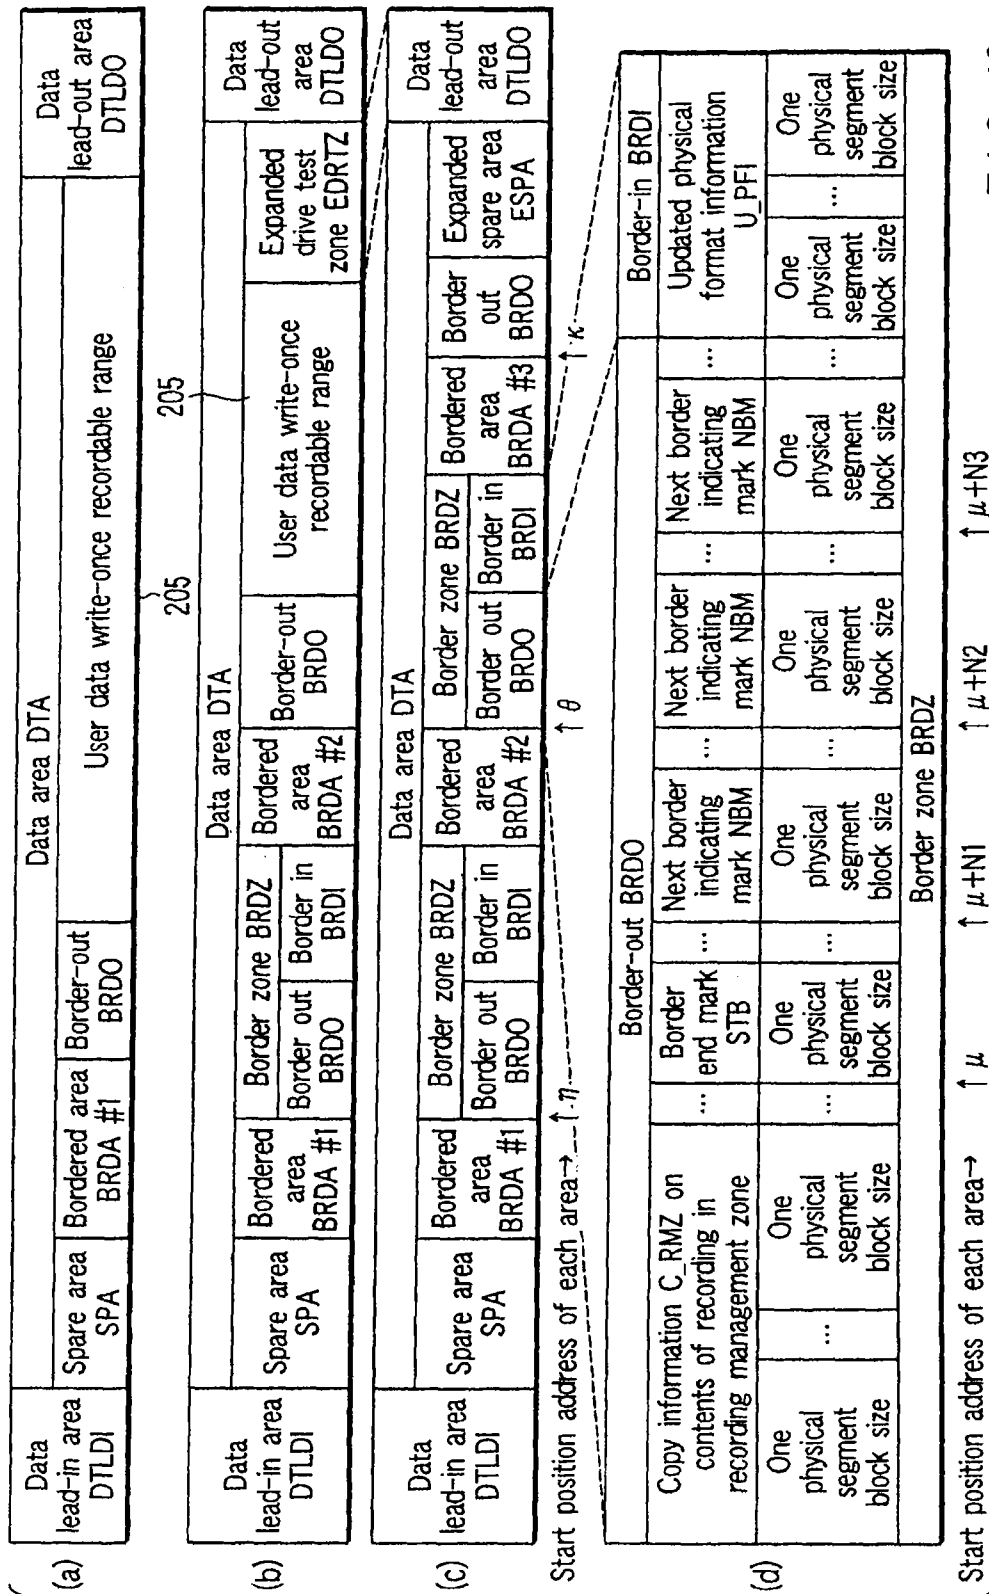 (a)
Data
lead-in area
DTLDI
Data area DTA
Data
lead-out area
DTLDO
Spare area
SPA
Bordered area
BRDA #1
Border-out
BRDO
User data write-once recordable range
205
(b)
Data
lead-in area
DTLDI
Data area DTA
Data
lead-out
area
DTLDO
Spare area
SPA
Bordered
area
BRDA #1
Border zone BRDZ
Border out
BRDO
Border in
BRDI
Bordered
area
BRDA #2
Border-out
BRDO
User data write-once
recordable range
205
Expanded
drive test
zone EDRTZ
(c)
Data
lead-in area
DTLDI
Data area DTA
Data
lead-out
area
DTLDO
Spare area
SPA
Bordered
area
BRDA #1
Border zone BRDZ
Border out
BRDO
Border in
BRDI
Bordered
area
BRDA #2
Border zone BRDZ
Border out
BRDO
Border in
BRDI
Bordered
area
BRDA #3
Border
out
BRDO
Expanded
spare area
ESPA
Start position address of each area→
↑η
↑θ
↑κ
(d)
Border-out BRDO
Border-in BRDI
Copy information C_RMZ on
contents of recording in
recording management zone
...
Border
end mark
STB
...
Next border
indicating
mark NBM
...
Next border
indicating
mark NBM
...
Next border
indicating
mark NBM
...
Updated physical
format information
U_PFI
One
physical
segment
block size
...
One
physical
segment
block size
...
One
physical
segment
block size
...
One
physical
segment
block size
...
One
physical
segment
block size
...
One
physical
segment
block size
...
One
physical
segment
block size
...
One
physical
segment
block size
Border zone BRDZ
Start position address of each area→
↑μ
↑μ+N1
↑μ+N2
↑μ+N3